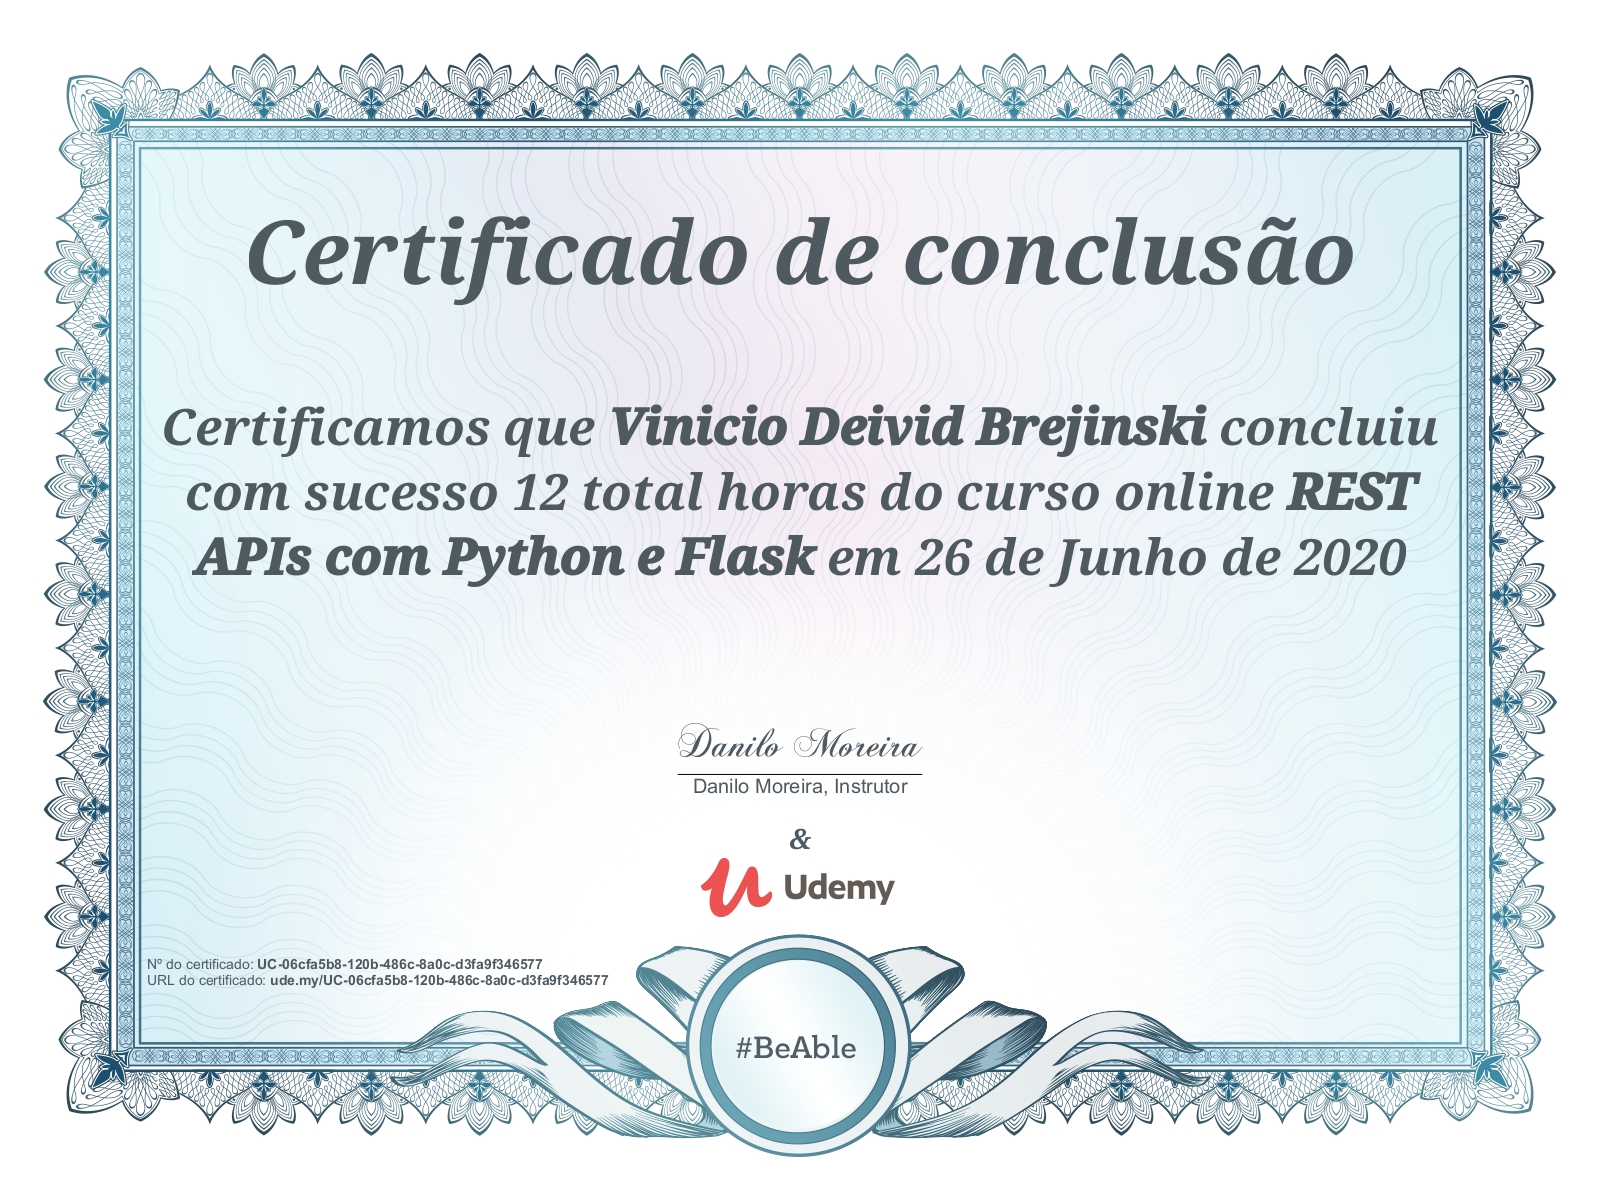 Certificado de conclusão
Certificamos que Vinicio Deivid Brejinski concluiu
com sucesso 12 total horas do curso online REST
APIs com Python e Flask em 26 de Junho de 2020
Danilo Moreira
Danilo Moreira, Instrutor
&
Udemy
Nº do certificado: UC-06cfa5b8-120b-486c-8a0c-d3fa9f346577
URL do certificado: ude.my/UC-06cfa5b8-120b-486c-8a0c-d3fa9f346577
#BeAble